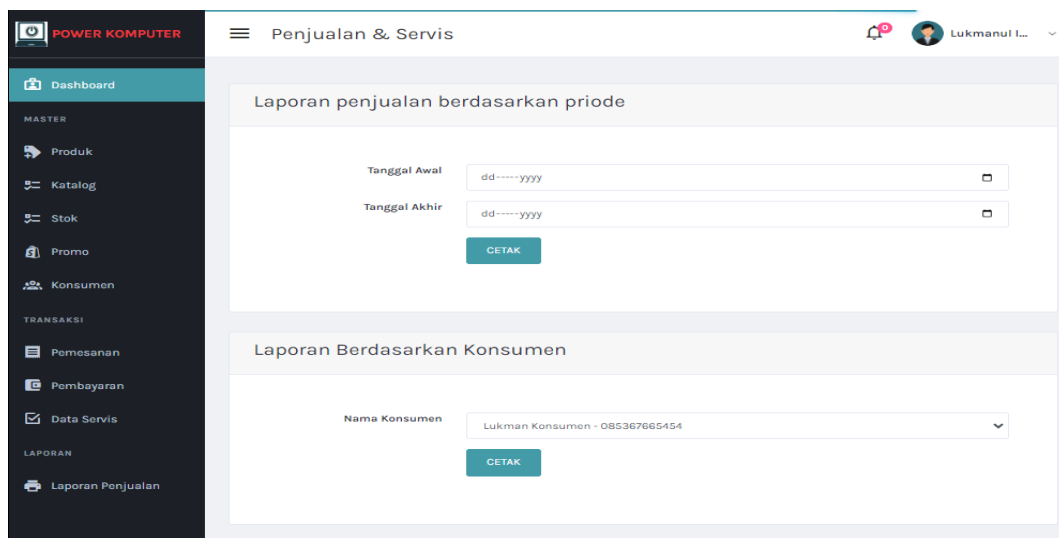 POWER KOMPUTER
Penjualan & Servis
0
Lukmanul I...
Dashboard
MASTER
Produk
Katalog
Stok
Promo
Konsumen
TRANSAKSI
Pemesanan
Pembayaran
Data Servis
LAPORAN
Laporan Penjualan
Laporan penjualan berdasarkan priode
Tanggal Awal
dd-----yyyy
Tanggal Akhir
dd-----yyyy
CETAK
Laporan Berdasarkan Konsumen
Nama Konsumen
Lukman Konsumen - 085367665454
CETAK